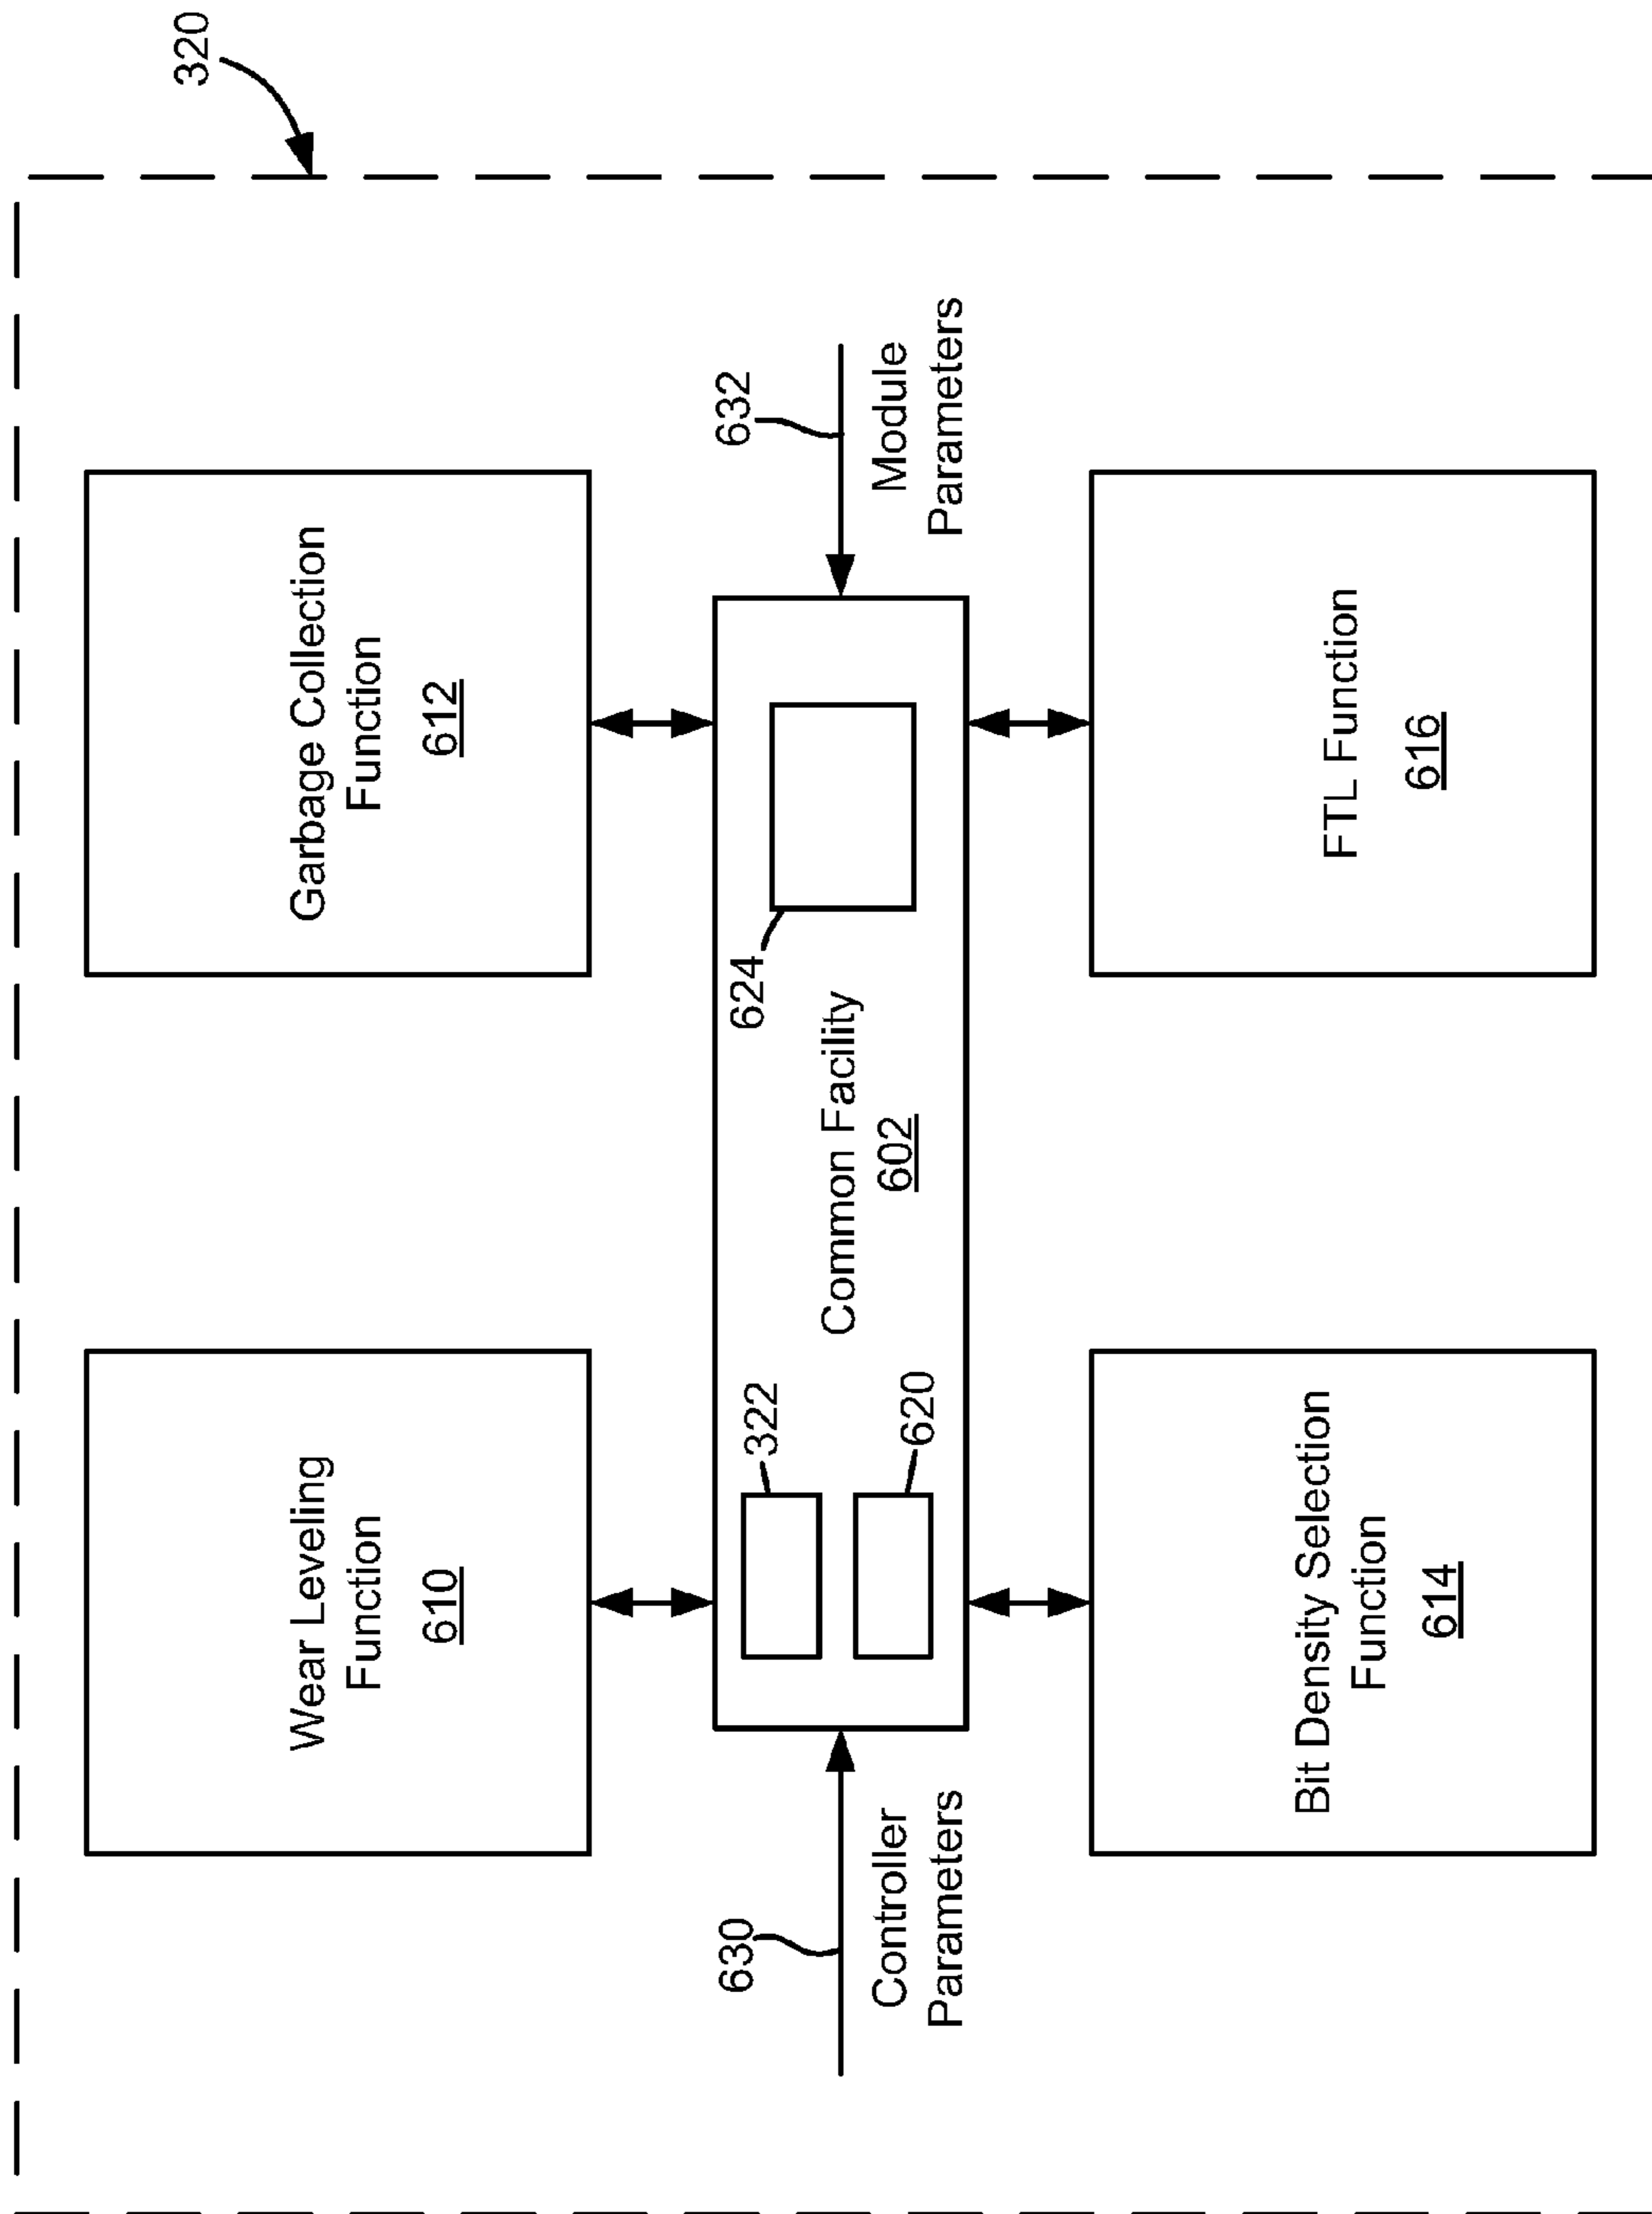 320
Wear Leveling
Function
610
Garbage Collection
Function
612
630
Controller
Parameters
322
620
Common Facility
602
624
632
Module
Parameters
Bit Density Selection
Function
614
FTL Function
616